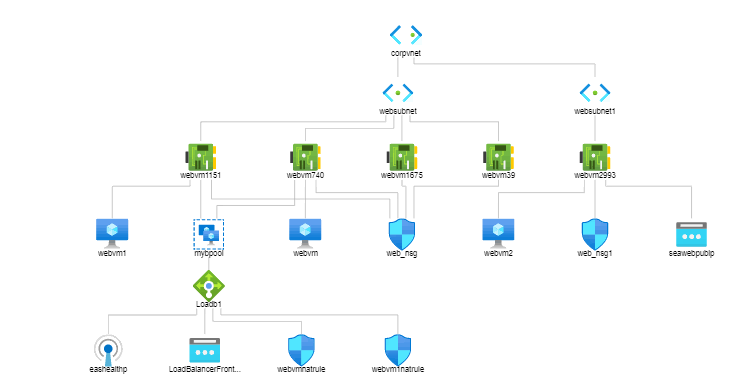 corpvnet
websubnet
websubnet1
webvm1151
webvm740
webvm1675
webvm39
webvm2993
webvm1
mybpool
webvm
web_nsg
webvm2
web_nsg1
seawebpubip
Loadb1
eashealthp
LoadBalancerFront...
webvmnatrule
webvm1natrule